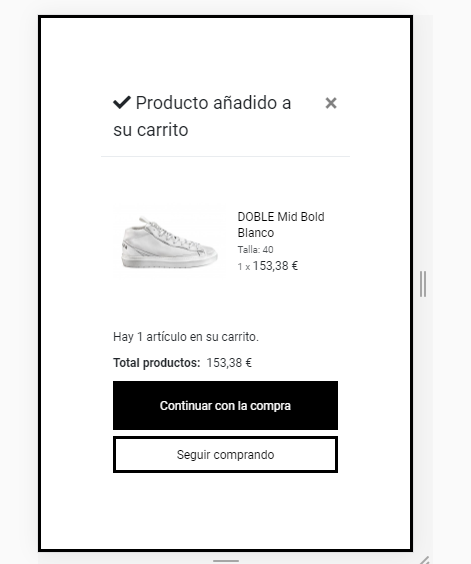 Producto añadido a
su carrito
DOBLE Mid Bold
Blanco
Talla: 40
1 x 153,38 €
Hay 1 artículo en su carrito.
Total productos: 153,38 €
Continuar con la compra
Seguir comprando